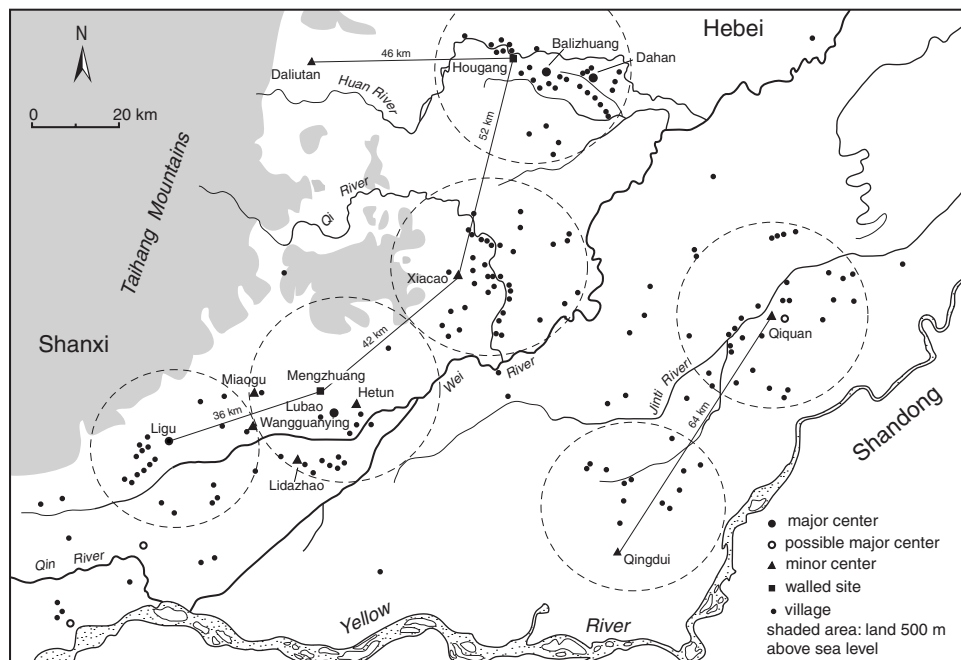 Hebei
N
Balizhuang
Dahan
46 km
Daliutan
Hougang
Huan River
0 20 km
52 km
Taihang Mountains
Qi River
Xiacao
Shanxi
42 km
Qiquan
Miaogu
Mengzhuang
Hetun
Wei River
Jinti Riverl
Shandong
36 km
Lubao
Ligu
Wangguanying
64 km
Lidazhao
Qin River
Qingdui
Yellow River
major center
possible major center
minor center
walled site
village
shaded area: land 500 m
above sea level